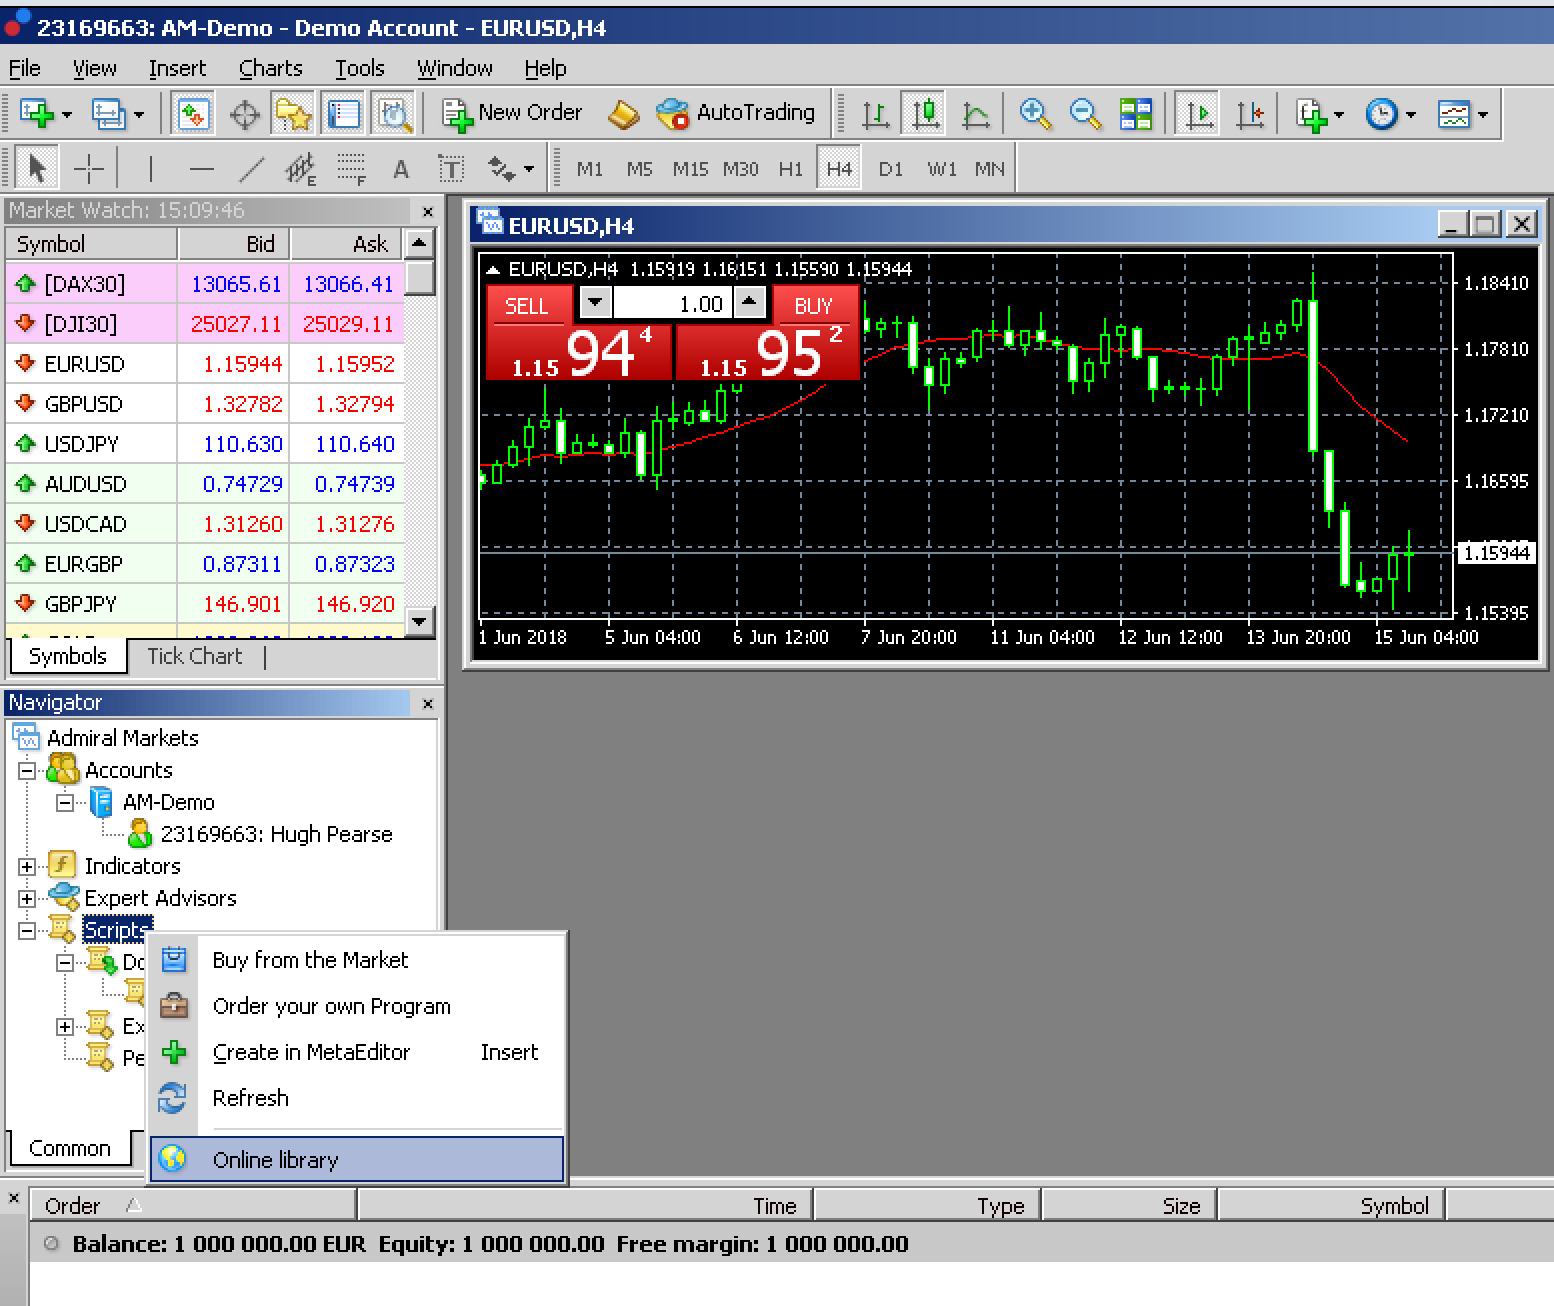 23169663: AM-Demo - Demo Account - EURUSD,H4
File View Insert Charts Tools Window Help
New Order AutoTrading
A T M1 M5 M15 M30 H1 H4 D1 W1 MN
Market Watch: 15:09:46
Symbol Bid Ask
[DAX30] 13065.61 13066.41
[DJI30] 25027.11 25029.11
EURUSD 1.15944 1.15952
GBPUSD 1.32782 1.32794
USDJPY 110.630 110.640
AUDUSD 0.74729 0.74739
USDCAD 1.31260 1.31276
EURGBP 0.87311 0.87323
GBPJPY 146.901 146.920
Symbols Tick Chart
EURUSD,H4
EURUSD,H4 1.15919 1.16151 1.15590 1.15944
SELL 1.00 BUY
1.15 94 4 1.15 95 2
1.18410
1.17810
1.17210
1.16595
1.15944
1.15395
1 Jun 2018 5 Jun 04:00 6 Jun 12:00 7 Jun 20:00 11 Jun 04:00 12 Jun 12:00 13 Jun 20:00 15 Jun 04:00
Navigator
Admiral Markets
Accounts
AM-Demo
23169663: Hugh Pearse
Indicators
Expert Advisors
Scripts
Do
Ex
Pe
Buy from the Market
Order your own Program
Create in MetaEditor Insert
Refresh
Online library
Common
Order Time Type Size Symbol
Balance: 1 000 000.00 EUR Equity: 1 000 000.00 Free margin: 1 000 000.00